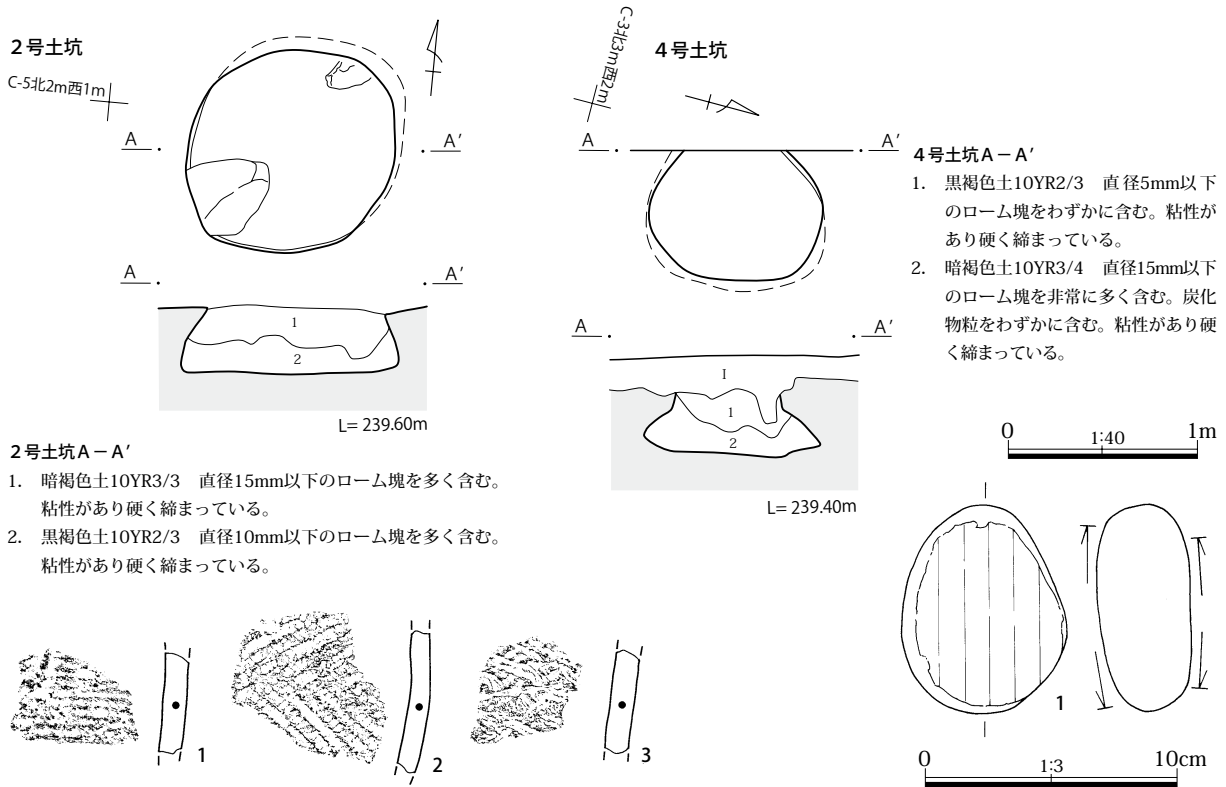 2号土坑
C-5北2m西1m
A
A′
A
A′
1
2
L= 239.60m
2号土坑A－A′
1. 暗褐色土10YR3/3　直径15mm以下のローム塊を多く含む。
粘性があり硬く締まっている。
2. 黒褐色土10YR2/3　直径10mm以下のローム塊を多く含む。
粘性があり硬く締まっている。
4号土坑
C-3北3m西2m
A
A′
A
A′
I
1
2
L= 239.40m
4号土坑A－A′
1. 黒褐色土10YR2/3　直径5mm以下
のローム塊をわずかに含む。粘性が
あり硬く締まっている。
2. 暗褐色土10YR3/4　直径15mm以下
のローム塊を非常に多く含む。炭化
物粒をわずかに含む。粘性があり硬
く締まっている。
0 1:40 1m
1
2
3
1
0 1:3 10cm